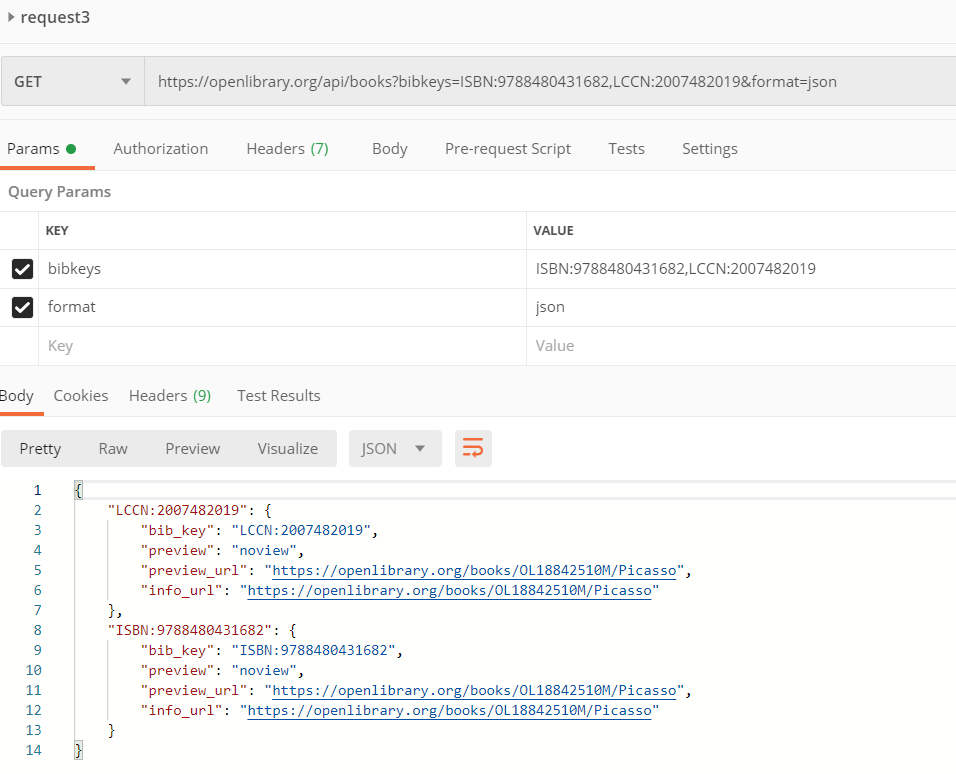 request3
GET https://openlibrary.org/api/books?bibkeys=ISBN:9788480431682,LCCN:2007482019&format=json
Params Authorization Headers (7) Body Pre-request Script Tests Settings
Query Params
KEY VALUE
bibkeys ISBN:9788480431682,LCCN:2007482019
format json
Key Value
Body Cookies Headers (9) Test Results
Pretty Raw Preview Visualize JSON
1 {
2 "LCCN:2007482019": {
3 "bib_key": "LCCN:2007482019",
4 "preview": "noview",
5 "preview_url": "https://openlibrary.org/books/OL18842510M/Picasso",
6 "info_url": "https://openlibrary.org/books/OL18842510M/Picasso"
7 },
8 "ISBN:9788480431682": {
9 "bib_key": "ISBN:9788480431682",
10 "preview": "noview",
11 "preview_url": "https://openlibrary.org/books/OL18842510M/Picasso",
12 "info_url": "https://openlibrary.org/books/OL18842510M/Picasso"
13 }
14 }